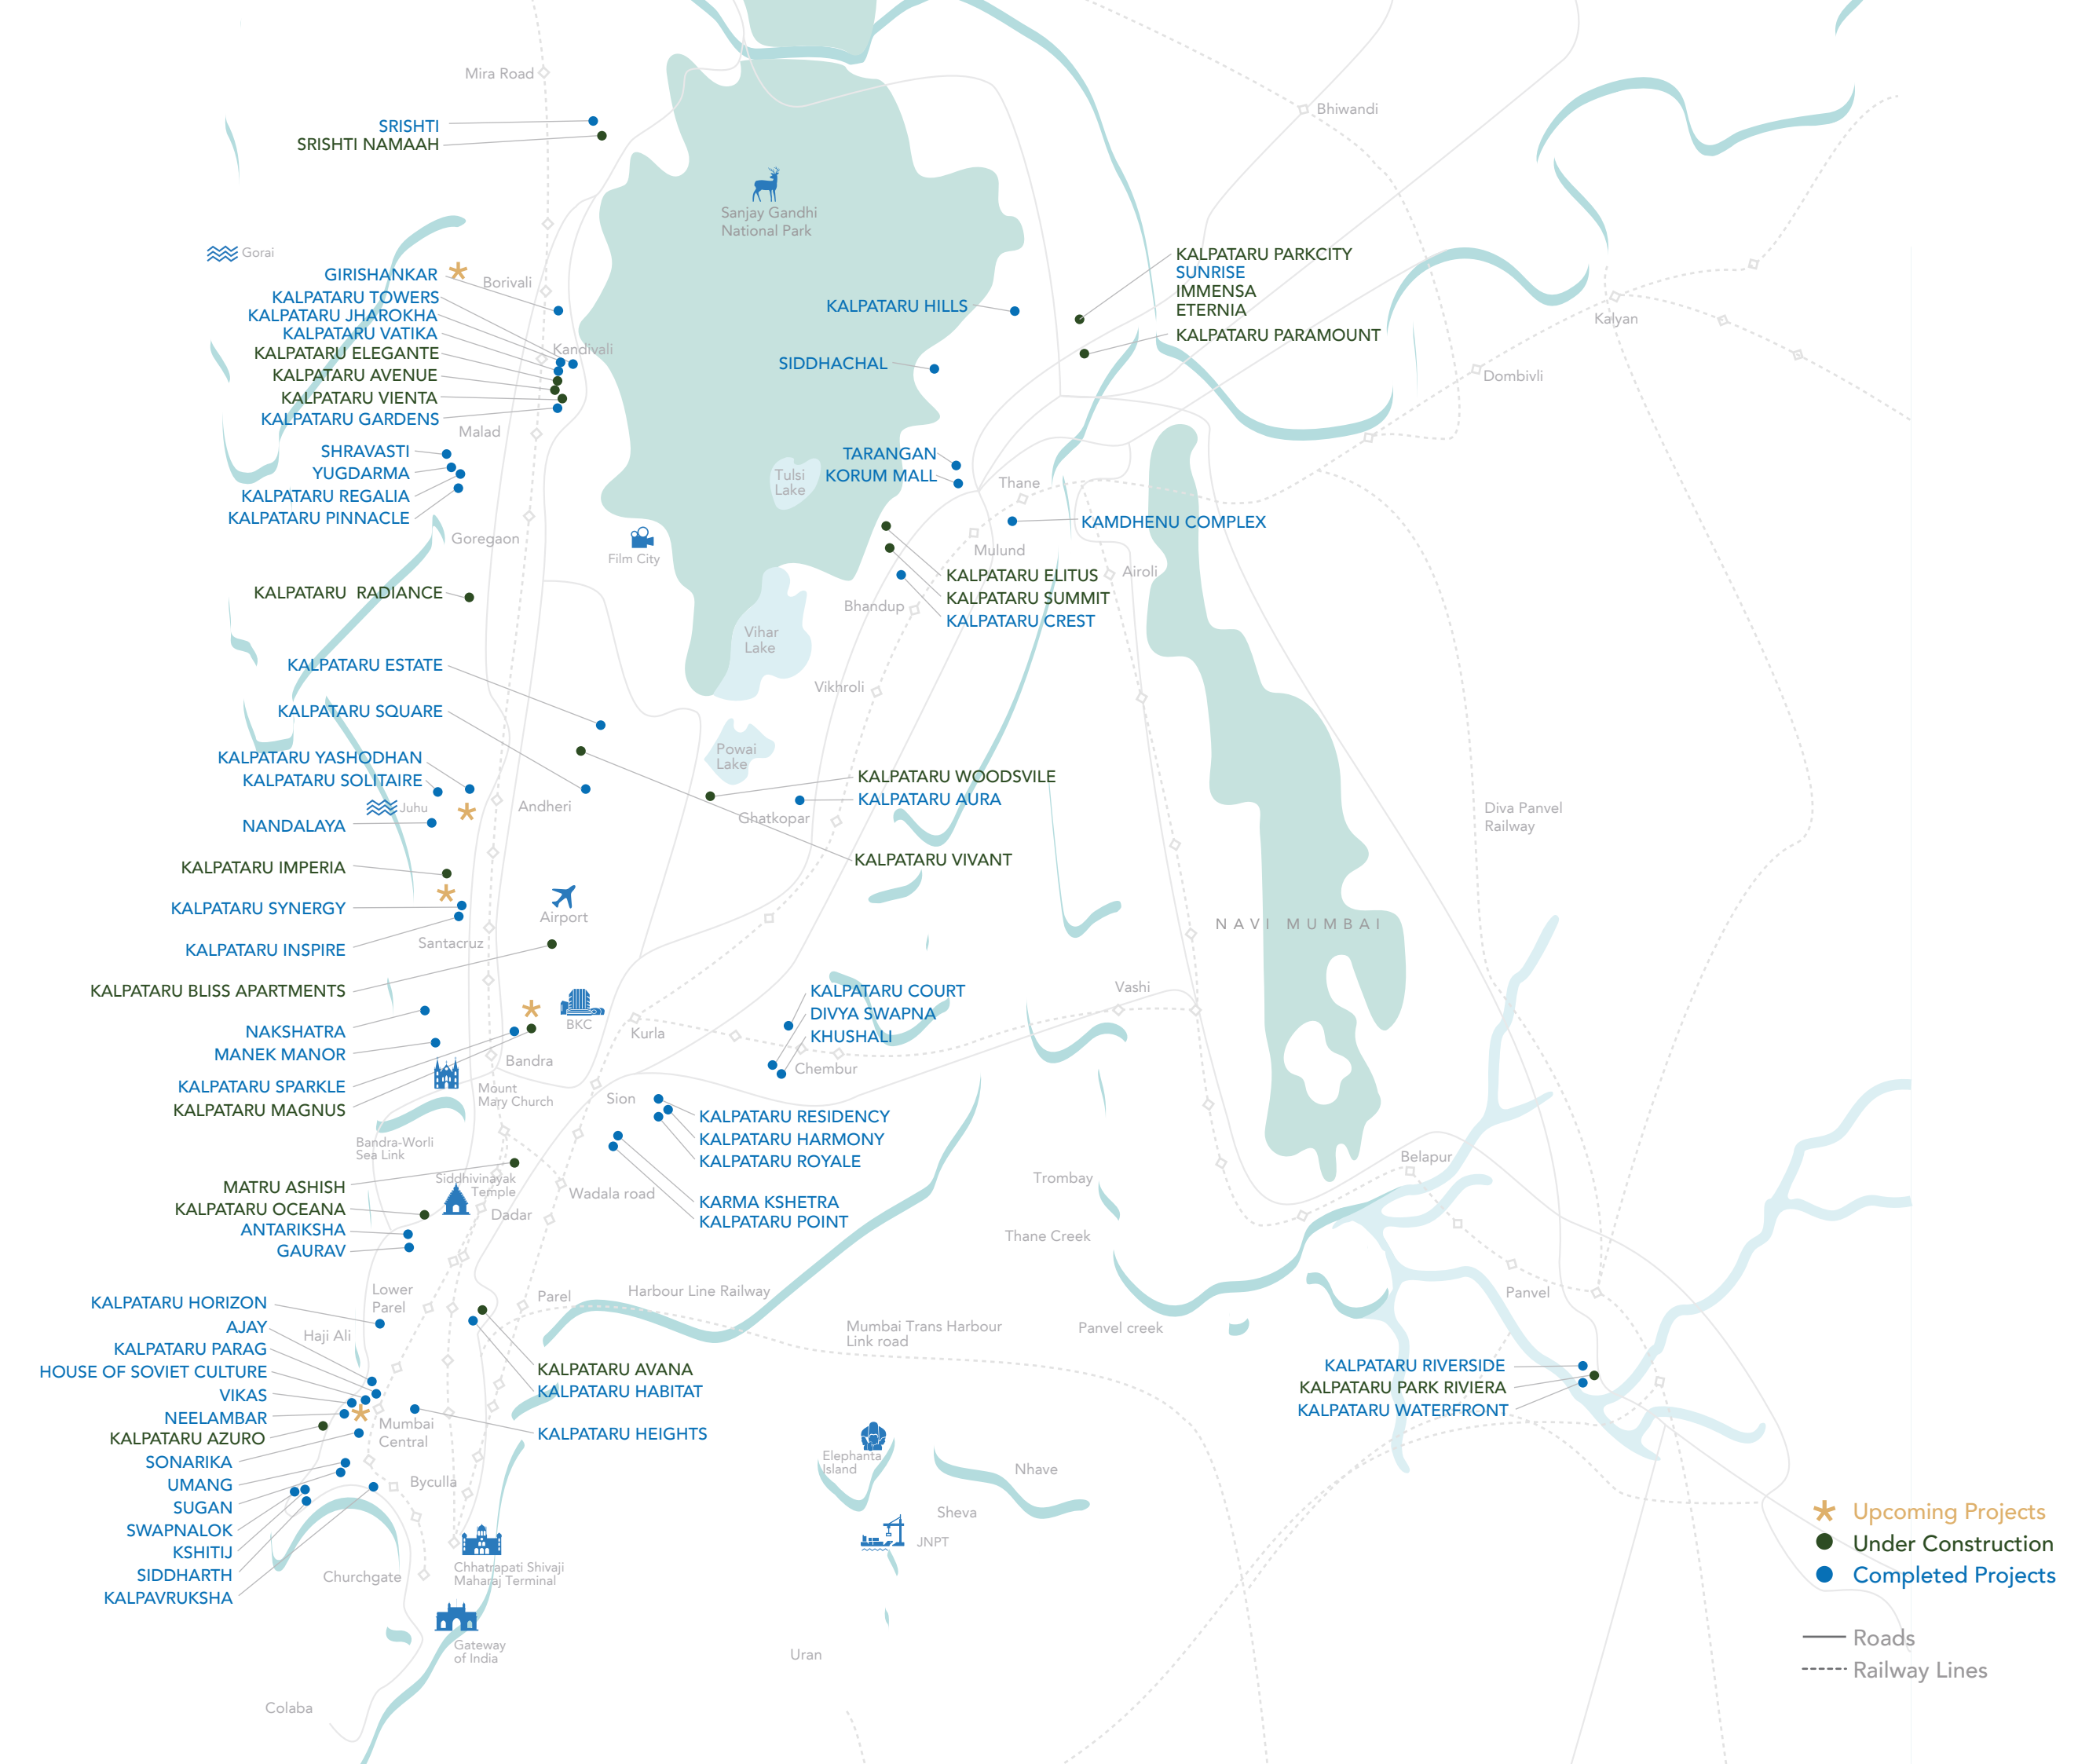 Mira Road
Bhiwandi
SRISHTI
SRISHTI NAMAAH
Sanjay Gandhi
National Park
Gorai
GIRISHANKAR
Borivali
KALPATARU TOWERS
KALPATARU JHAROKHA
KALPATARU VATIKA
KALPATARU ELEGANTE
Kandivali
KALPATARU AVENUE
KALPATARU VIENTA
KALPATARU GARDENS
Malad
KALPATARU HILLS
SIDDHACHAL
KALPATARU PARKCITY
SUNRISE
IMMENSA
ETERNIA
KALPATARU PARAMOUNT
Kalyan
Dombivli
SHRAVASTI
YUGDARMA
KALPATARU REGALIA
KALPATARU PINNACLE
Goregaon
TARANGAN
KORUM MALL
Tulsi
Lake
Thane
KAMDHENU COMPLEX
Film City
Mulund
Airoli
KALPATARU ELITUS
KALPATARU SUMMIT
KALPATARU CREST
Bhandup
KALPATARU  RADIANCE
Vihar
Lake
KALPATARU ESTATE
Vikhroli
KALPATARU SQUARE
Powai
Lake
KALPATARU YASHODHAN
KALPATARU SOLITAIRE
Juhu
Andheri
NANDALAYA
KALPATARU WOODSVILE
KALPATARU AURA
Ghatkopar
KALPATARU VIVANT
Diva Panvel
Railway
KALPATARU IMPERIA
KALPATARU SYNERGY
Airport
NAVI MUMBAI
KALPATARU INSPIRE
Santacruz
KALPATARU BLISS APARTMENTS
KALPATARU COURT
DIVYA SWAPNA
KHUSHALI
Vashi
NAKSHATRA
MANEK MANOR
BKC
Kurla
Bandra
Chembur
KALPATARU SPARKLE
KALPATARU MAGNUS
Mount
Mary Church
Sion
KALPATARU RESIDENCY
KALPATARU HARMONY
KALPATARU ROYALE
Bandra-Worli
Sea Link
Belapur
MATRU ASHISH
Siddhivinayak
Temple
Wadala road
Trombay
KALPATARU OCEANA
ANTARIKSHA
GAURAV
Dadar
KARMA KSHETRA
KALPATARU POINT
Thane Creek
Lower
Parel
KALPATARU HORIZON
Parel
Harbour Line Railway
Panvel
AJAY
Haji Ali
Mumbai Trans Harbour
Link road
Panvel creek
KALPATARU PARAG
HOUSE OF SOVIET CULTURE
VIKAS
NEELAMBAR
KALPATARU AZURO
KALPATARU AVANA
KALPATARU HABITAT
KALPATARU RIVERSIDE
KALPATARU PARK RIVIERA
KALPATARU WATERFRONT
Mumbai
Central
KALPATARU HEIGHTS
SONARIKA
UMANG
SUGAN
SWAPNALOK
KSHITIJ
SIDDHARTH
KALPAVRUKSHA
Byculla
Elephanta
Island
Nhave
Sheva
JNPT
Upcoming Projects
Under Construction
Completed Projects
Chhatrapati Shivaji
Maharaj Terminal
Churchgate
Roads
Railway Lines
Gateway
of India
Uran
Colaba